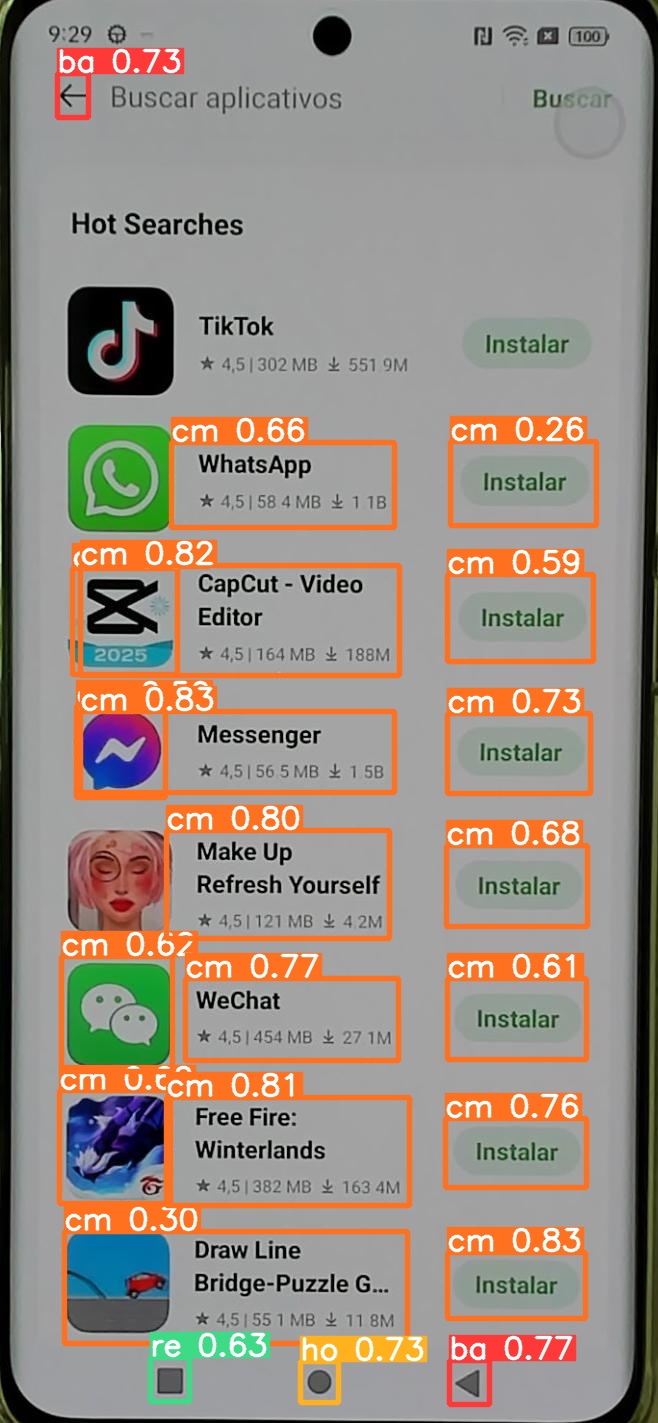 9:29
100
ba 0.73
Buscar aplicativos
Buscar
Hot Searches
TikTok
★ 4,5 | 302 MB 551.9M
Instalar
cm 0.66
cm 0.26
WhatsApp
★ 4,5 | 58.4 MB 1.1B
Instalar
cm 0.82
cm 0.59
CapCut - Video
Editor
2025
★ 4,5 | 164 MB 188M
Instalar
cm 0.83
cm 0.73
Messenger
★ 4,5 | 56.5 MB 1.5B
Instalar
cm 0.80
cm 0.68
Make Up
Refresh Yourself
★ 4,5 | 121 MB 4.2M
Instalar
cm 0.62
cm 0.77
cm 0.61
WeChat
★ 4,5 | 454 MB 27.1M
Instalar
cm
cm 0.81
cm 0.76
Free Fire:
Winterlands
★ 4,5 | 382 MB 163.4M
Instalar
cm 0.30
cm 0.83
Draw Line
Bridge-Puzzle G...
★ 4,5 | 55.1 MB 11.8M
Instalar
re 0.63
ho 0.73
ba 0.77